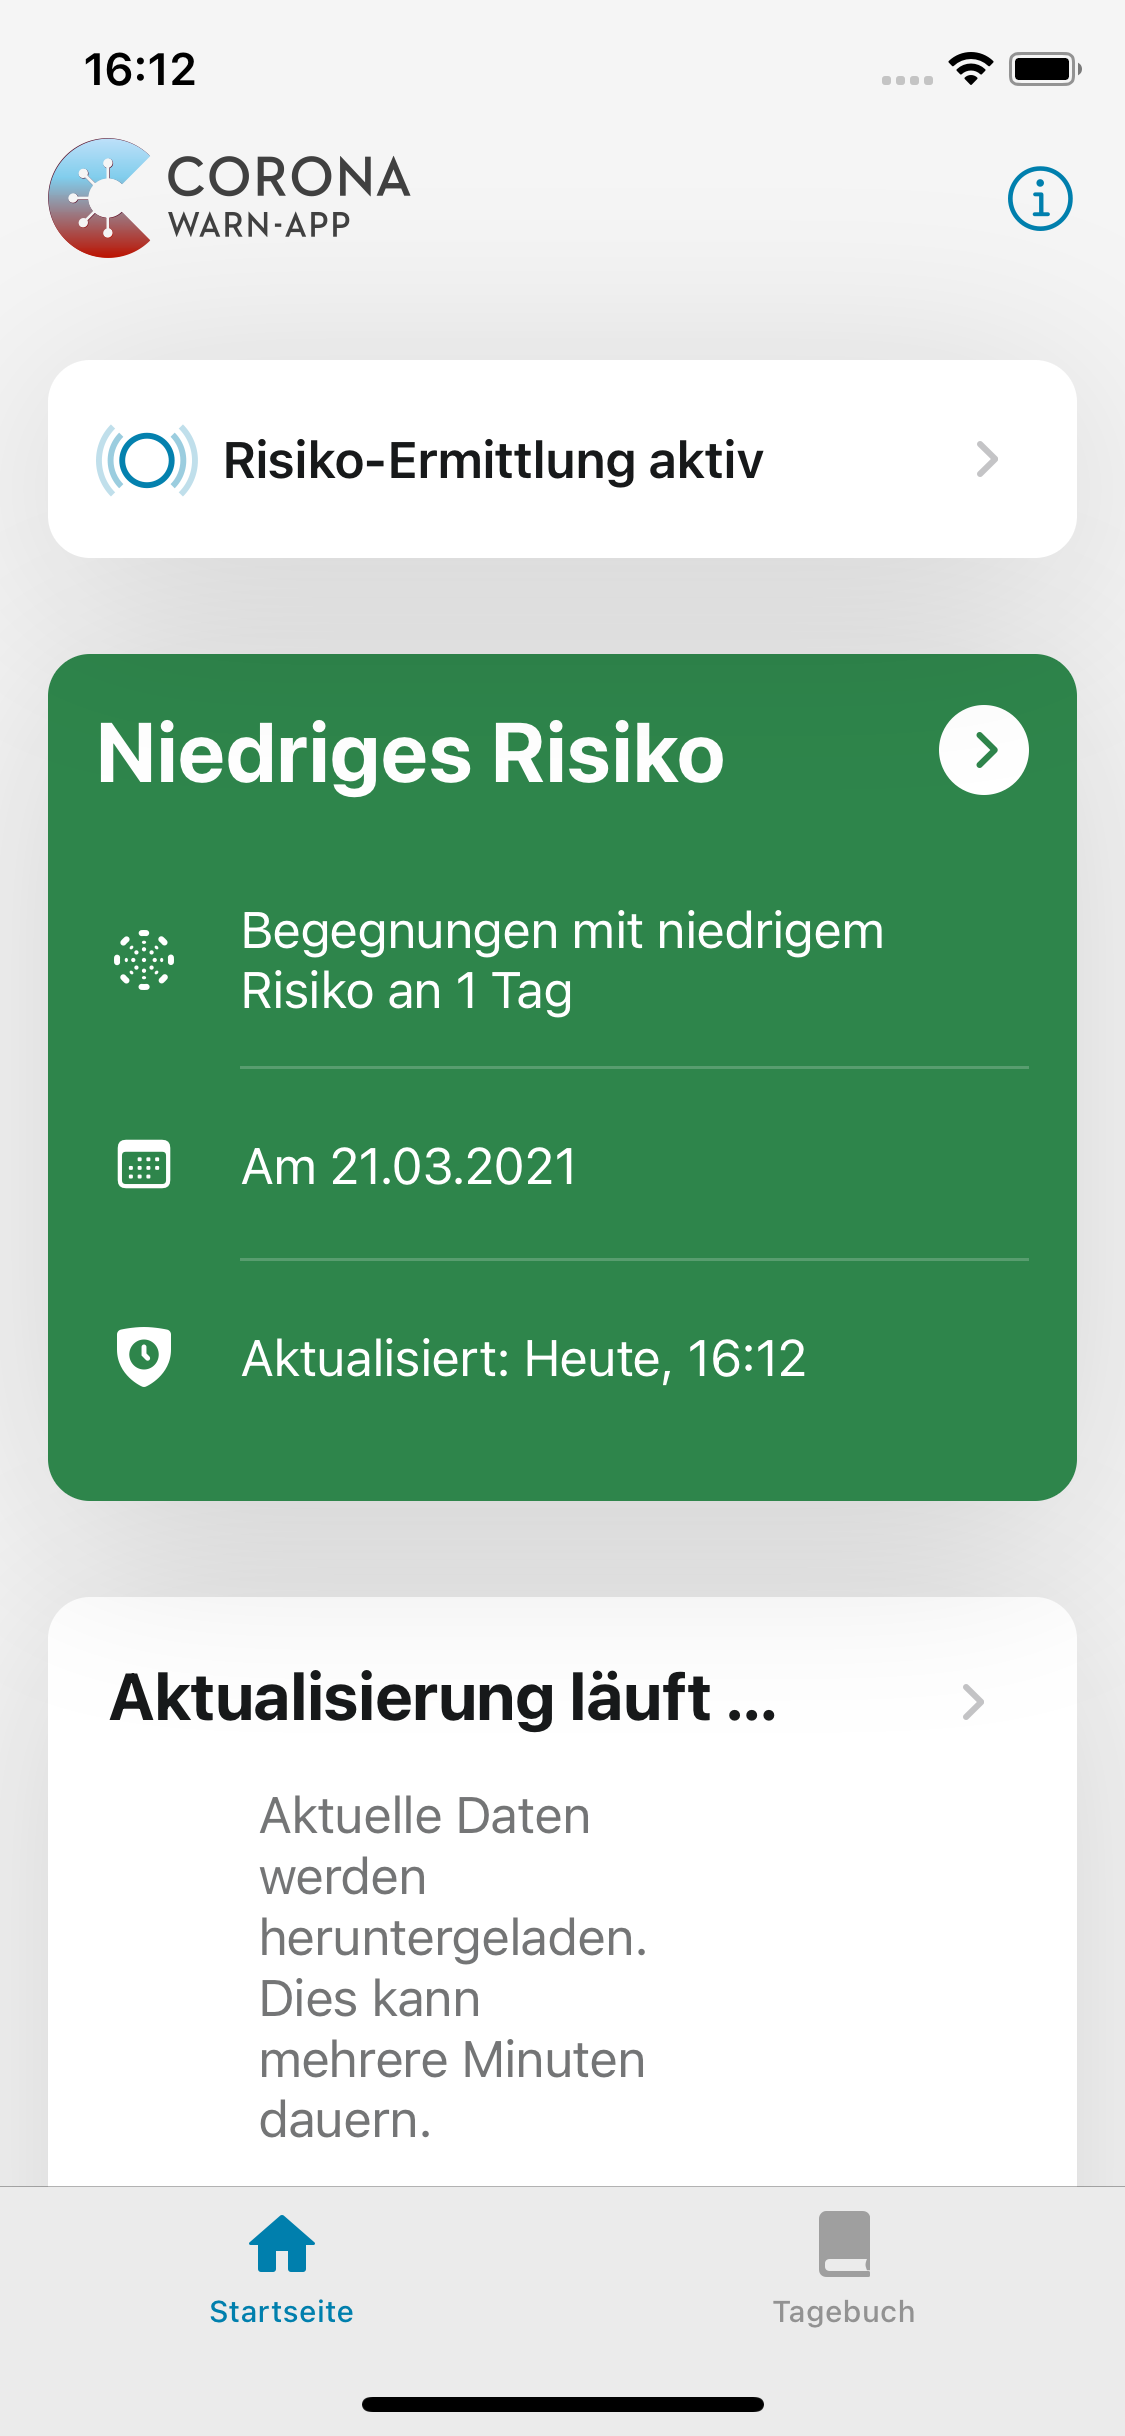 16:12
CORONA
WARN-APP
Risiko-Ermittlung aktiv
Niedriges Risiko
Begegnungen mit niedrigem
Risiko an 1 Tag
Am 21.03.2021
Aktualisiert: Heute, 16:12
Aktualisierung läuft ...
Aktuelle Daten
werden
heruntergeladen.
Dies kann
mehrere Minuten
dauern.
Startseite
Tagebuch